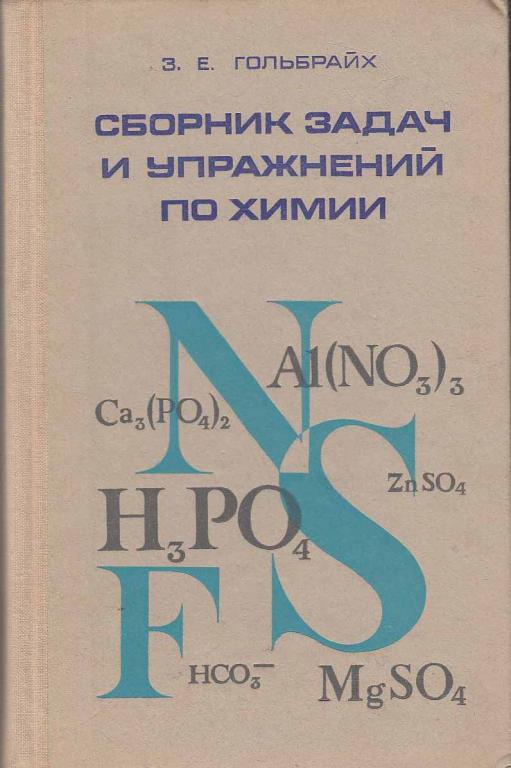 З. Е. ГОЛЬБРАЙХ
СБОРНИК ЗАДАЧ
И УПРАЖНЕНИЙ
ПО ХИМИИ
N
Al(NO₃)₃
Ca₃(PO₄)₂
S
ZnSO₄
H₃PO₄
F
HCO₃⁻
MgSO₄